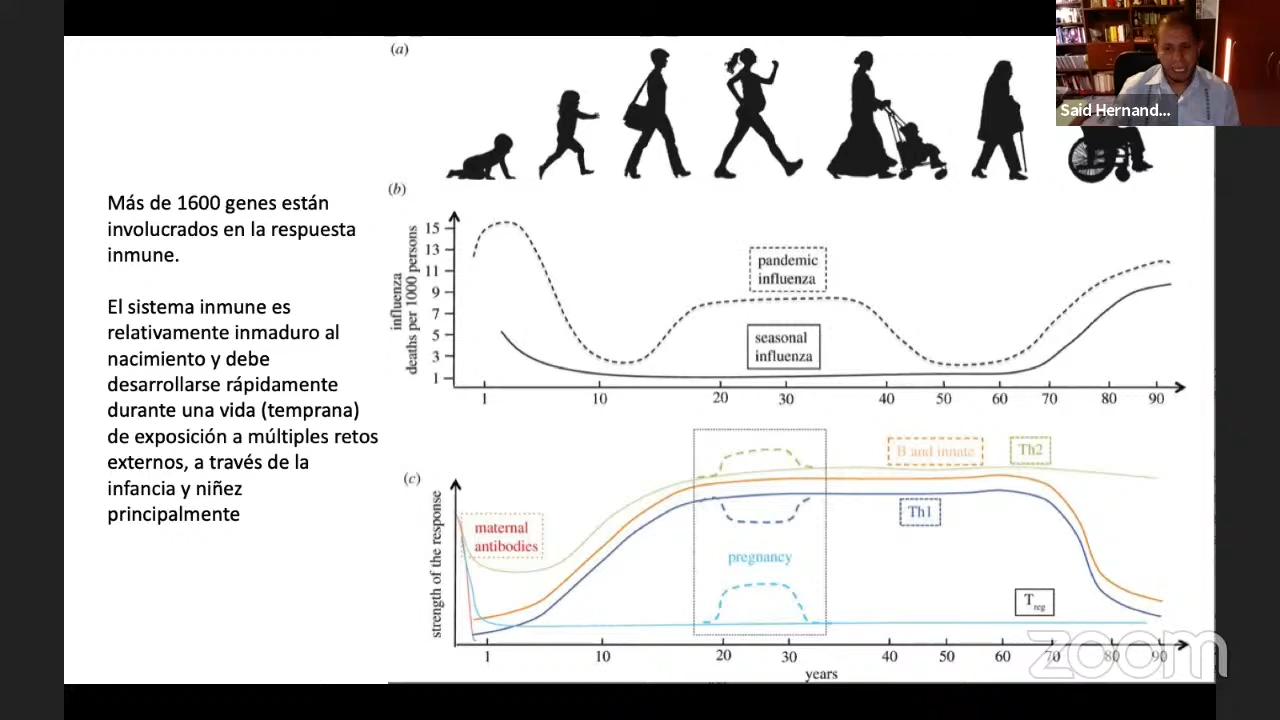 Said Hernand...
Más de 1600 genes están
involucrados en la respuesta
inmune.
El sistema inmune es
relativamente inmaduro al
nacimiento y debe
desarrollarse rápidamente
durante una vida (temprana)
de exposición a múltiples retos
externos, a través de la
infancia y niñez
principalmente
(a)
(b)
influenza
deaths per 1000 persons
15
13
11
9
7
5
3
1
pandemic
influenza
seasonal
influenza
1 10 20 30 40 50 60 70 80 90
(c)
strength of the response
maternal
antibodies
B and innate
Th2
Th1
pregnancy
Treg
1 10 20 30 40 50 60 70 80 90
years
zoom